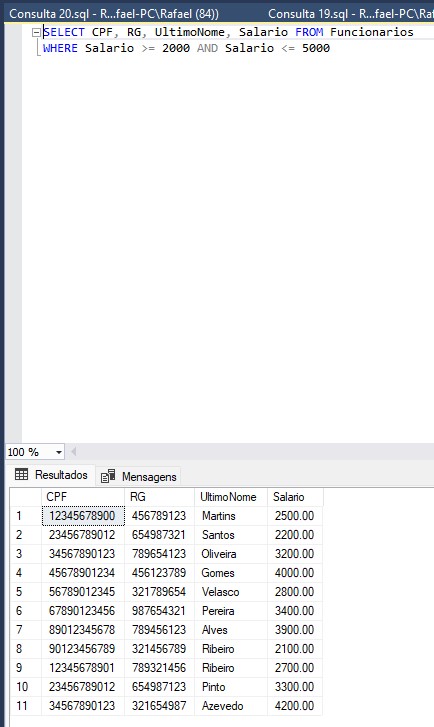 Consulta 20.sql - R...fael-PC\Rafael (84)) Consulta 19.sql - R...fael-PC\Raf
SELECT CPF, RG, UltimoNome, Salario FROM Funcionarios
WHERE Salario >= 2000 AND Salario <= 5000
100 %
Resultados Mensagens
CPF RG UltimoNome Salario
1 12345678900 456789123 Martins 2500.00
2 23456789012 654987321 Santos 2200.00
3 34567890123 789654123 Oliveira 3200.00
4 45678901234 456123789 Gomes 4000.00
5 56789012345 321789654 Velasco 2800.00
6 67890123456 987654321 Pereira 3400.00
7 89012345678 789456123 Alves 3900.00
8 90123456789 321456789 Ribeiro 2100.00
9 12345678901 789321456 Ribeiro 2700.00
10 23456789012 654987123 Pinto 3300.00
11 34567890123 321654987 Azevedo 4200.00